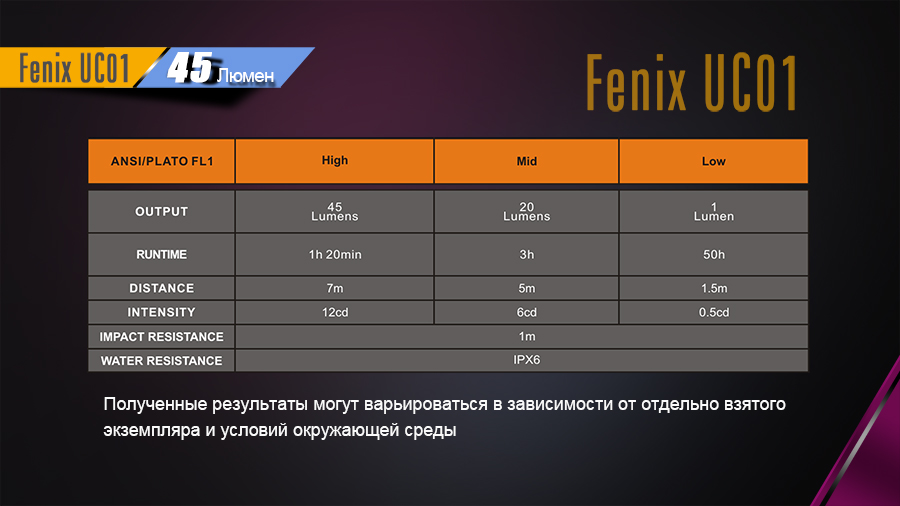 Fenix UC01 45 Люмен
Fenix UC01
ANSI/PLATO FL1 High Mid Low
OUTPUT 45 Lumens 20 Lumens 1 Lumen
RUNTIME 1h 20min 3h 50h
DISTANCE 7m 5m 1.5m
INTENSITY 12cd 6cd 0.5cd
IMPACT RESISTANCE 1m
WATER RESISTANCE IPX6
Полученные результаты могут варьироваться в зависимости от отдельно взятого
экземпляра и условий окружающей среды